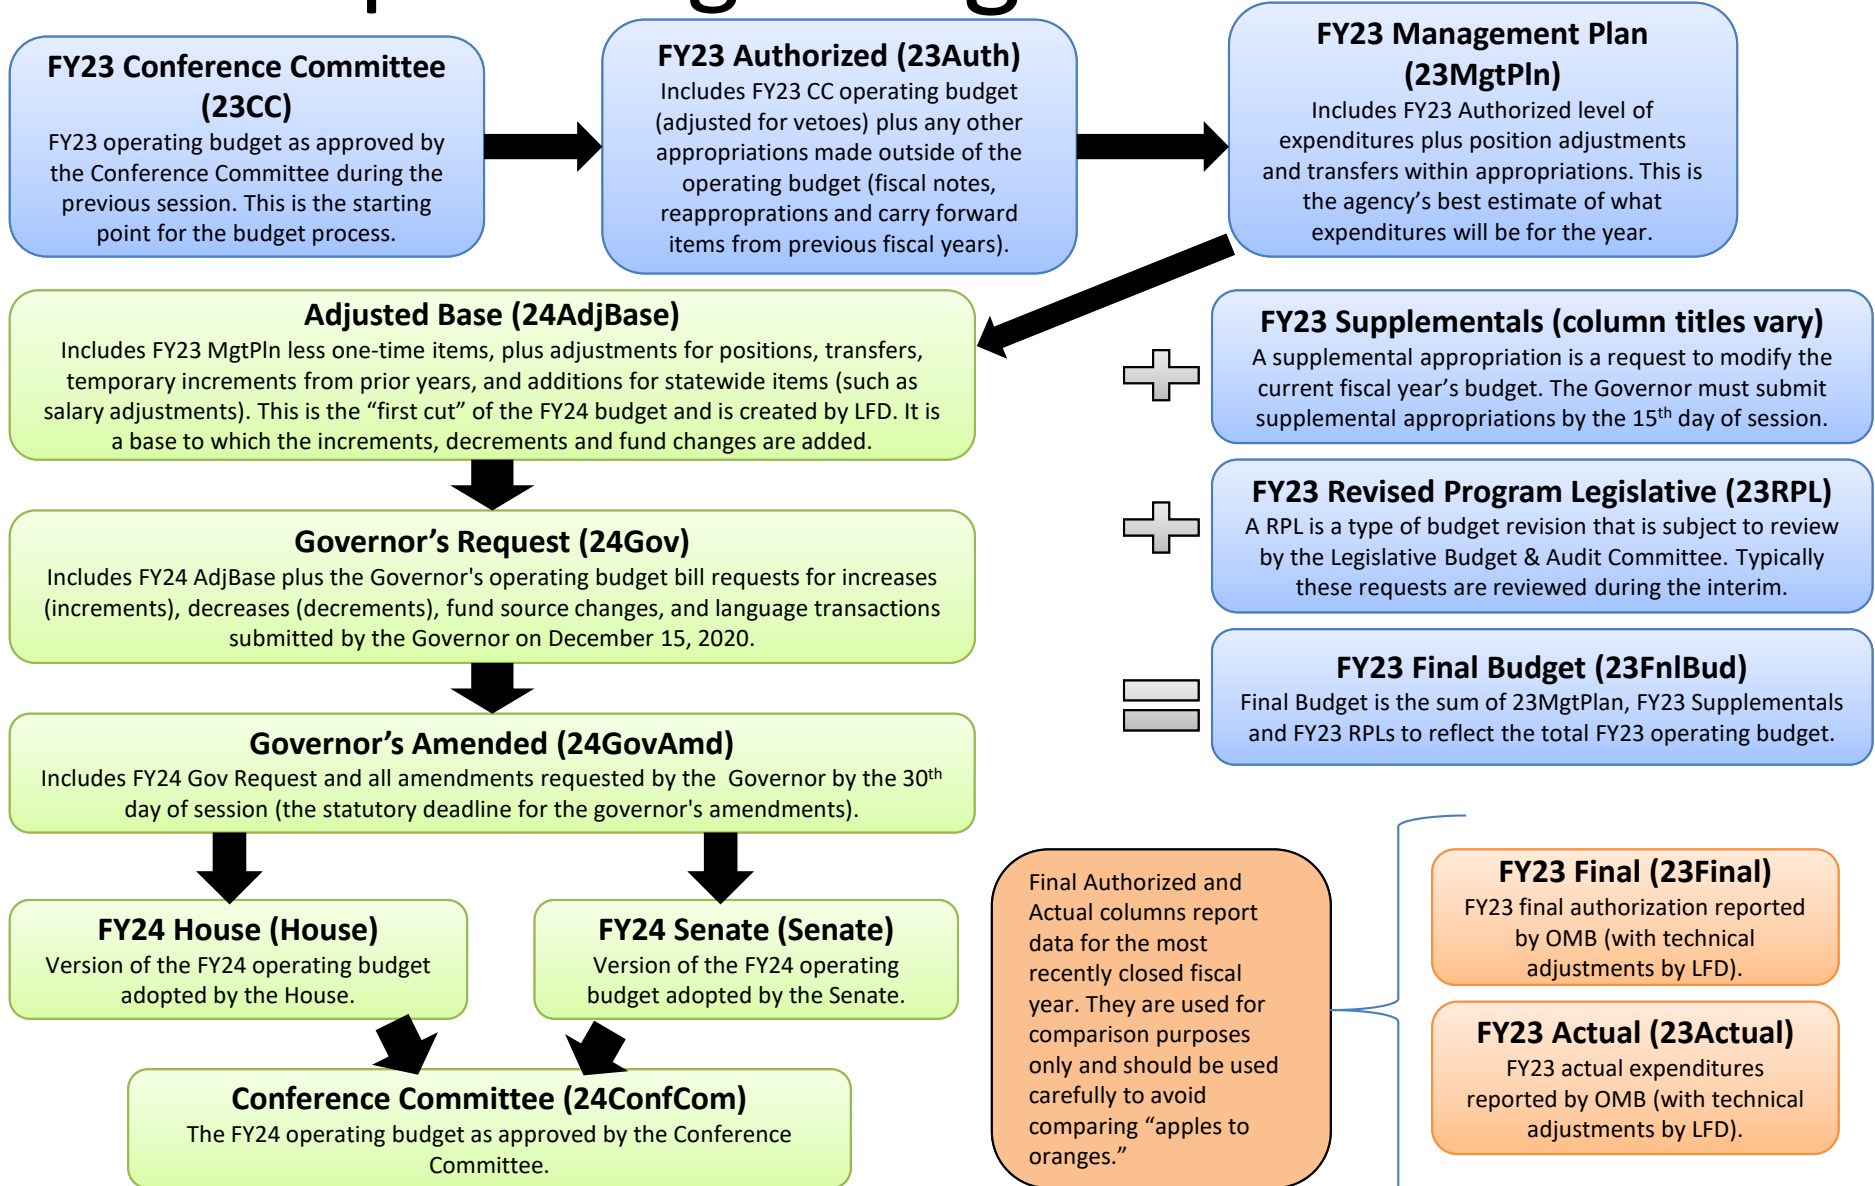 FY23 Conference Committee
(23CC)
FY23 operating budget as approved by
the Conference Committee during the
previous session. This is the starting
point for the budget process.
FY23 Authorized (23Auth)
Includes FY23 CC operating budget
(adjusted for vetoes) plus any other
appropriations made outside of the
operating budget (fiscal notes,
reapproprations and carry forward
items from previous fiscal years).
FY23 Management Plan
(23MgtPln)
Includes FY23 Authorized level of
expenditures plus position adjustments
and transfers within appropriations. This is
the agency’s best estimate of what
expenditures will be for the year.
Adjusted Base (24AdjBase)
Includes FY23 MgtPln less one-time items, plus adjustments for positions, transfers,
temporary increments from prior years, and additions for statewide items (such as
salary adjustments). This is the “first cut” of the FY24 budget and is created by LFD. It is
a base to which the increments, decrements and fund changes are added.
FY23 Supplementals (column titles vary)
A supplemental appropriation is a request to modify the
current fiscal year’s budget. The Governor must submit
supplemental appropriations by the 15th day of session.
FY23 Revised Program Legislative (23RPL)
A RPL is a type of budget revision that is subject to review
by the Legislative Budget & Audit Committee. Typically
these requests are reviewed during the interim.
Governor’s Request (24Gov)
Includes FY24 AdjBase plus the Governor's operating budget bill requests for increases
(increments), decreases (decrements), fund source changes, and language transactions
submitted by the Governor on December 15, 2020.
FY23 Final Budget (23FnlBud)
Final Budget is the sum of 23MgtPlan, FY23 Supplementals
and FY23 RPLs to reflect the total FY23 operating budget.
Governor’s Amended (24GovAmd)
Includes FY24 Gov Request and all amendments requested by the Governor by the 30th
day of session (the statutory deadline for the governor's amendments).
FY24 House (House)
Version of the FY24 operating budget
adopted by the House.
FY24 Senate (Senate)
Version of the FY24 operating
budget adopted by the Senate.
Conference Committee (24ConfCom)
The FY24 operating budget as approved by the Conference
Committee.
Final Authorized and
Actual columns report
data for the most
recently closed fiscal
year. They are used for
comparison purposes
only and should be used
carefully to avoid
comparing “apples to
oranges.”
FY23 Final (23Final)
FY23 final authorization reported
by OMB (with technical
adjustments by LFD).
FY23 Actual (23Actual)
FY23 actual expenditures
reported by OMB (with technical
adjustments by LFD).